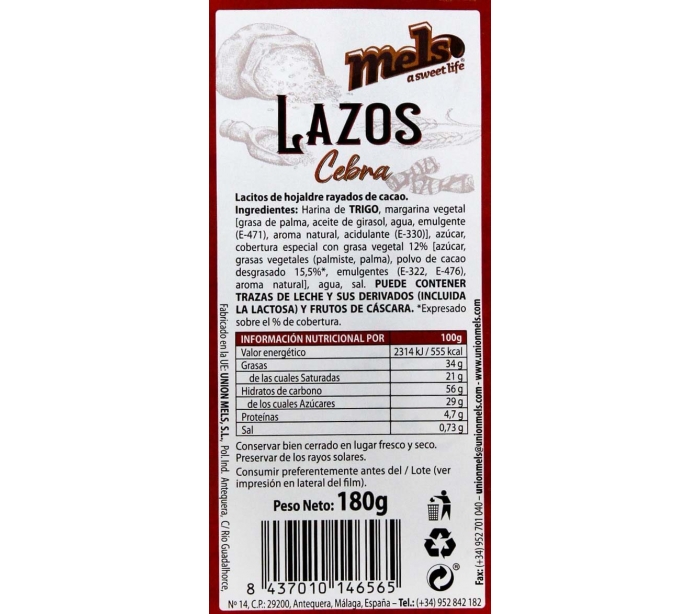 mels
a sweet life®
LAZOS
Cebra
Lacitos de hojaldre rayados de cacao.
Ingredientes: Harina de TRIGO, margarina vegetal
[grasa de palma, aceite de girasol, agua, emulgente
(E-471), aroma natural, acidulante (E-330)], azúcar,
cobertura especial con grasa vegetal 12% [azúcar,
grasas vegetales (palmiste, palma), polvo de cacao
desgrasado 15,5%*, emulgentes (E-322, E-476),
aroma natural], agua, sal. PUEDE CONTENER
TRAZAS DE LECHE Y SUS DERIVADOS (INCLUIDA
LA LACTOSA) Y FRUTOS DE CÁSCARA. *Expresado
sobre el % de cobertura.
INFORMACIÓN NUTRICIONAL POR 100g
Valor energético 2314 kJ / 555 kcal
Grasas 34 g
de las cuales Saturadas 21 g
Hidratos de carbono 56 g
de los cuales Azúcares 29 g
Proteínas 4,7 g
Sal 0,73 g
Conservar bien cerrado en lugar fresco y seco.
Preservar de los rayos solares.
Consumir preferentemente antes del / Lote (ver
impresión en lateral del film).
Peso Neto: 180g
8 437010 146565
Fabricado en la UE: UNION MELS, S.L., Pol. Ind. Antequera, C/ Río Guadalhorce,
Nº 14, C.P.: 29200, Antequera, Málaga, España – Tel.: (+34) 952 842 182
Fax: (+34) 952 701 040 – unionmels@unionmels.com - www.unionmels.com